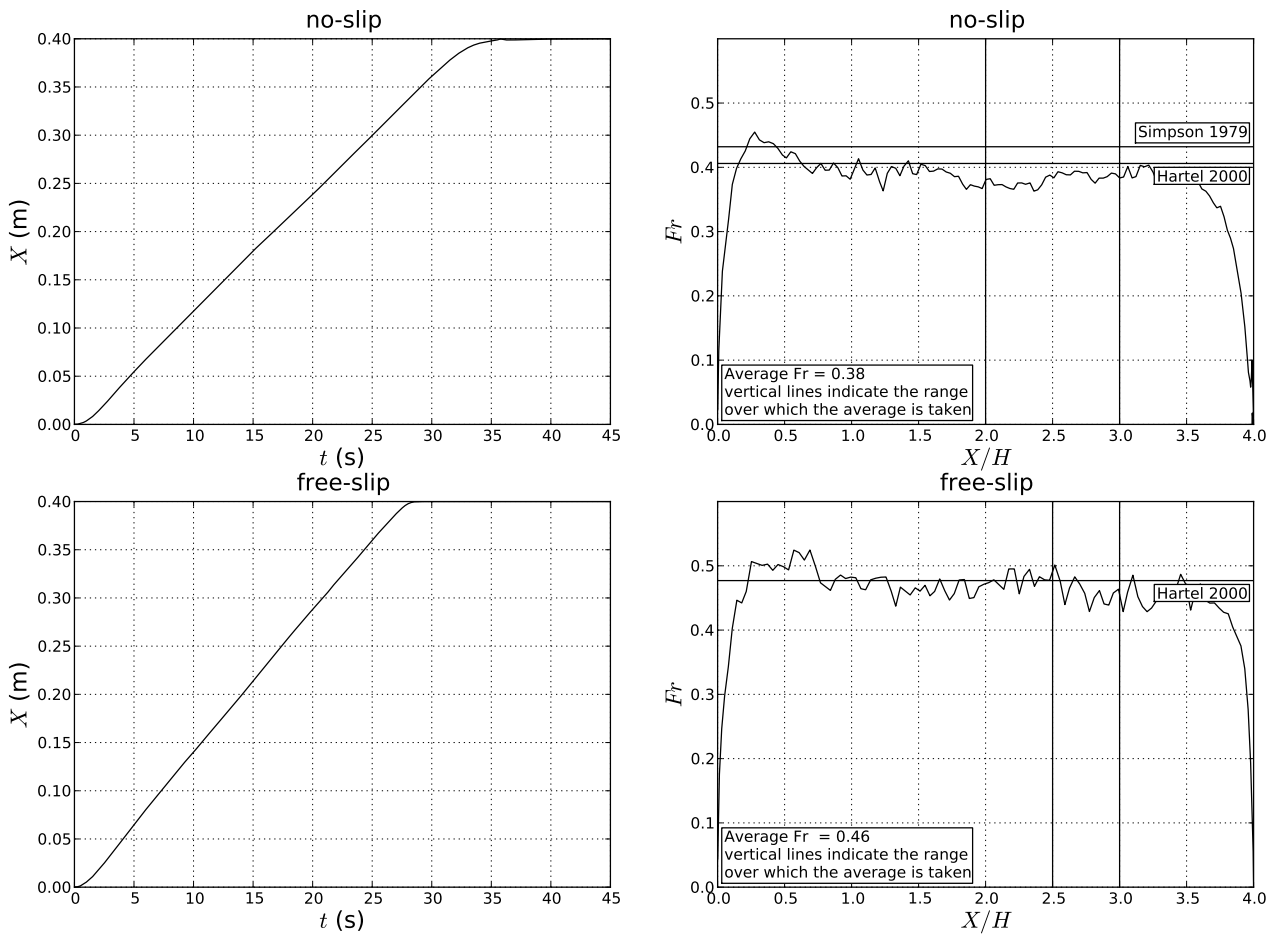 no-slip
0.40
0.35
0.30
0.25
0.20
0.15
0.10
0.05
0.00
X (m)
0 5 10 15 20 25 30 35 40 45
t (s)
no-slip
0.5
0.4
0.3
0.2
0.1
0.0
Fr
Simpson 1979
Hartel 2000
Average Fr = 0.38
vertical lines indicate the range
over which the average is taken
0.0 0.5 1.0 1.5 2.0 2.5 3.0 3.5 4.0
X/H
free-slip
0.40
0.35
0.30
0.25
0.20
0.15
0.10
0.05
0.00
X (m)
0 5 10 15 20 25 30 35 40 45
t (s)
free-slip
0.5
0.4
0.3
0.2
0.1
0.0
Fr
Hartel 2000
Average Fr  = 0.46
vertical lines indicate the range
over which the average is taken
0.0 0.5 1.0 1.5 2.0 2.5 3.0 3.5 4.0
X/H